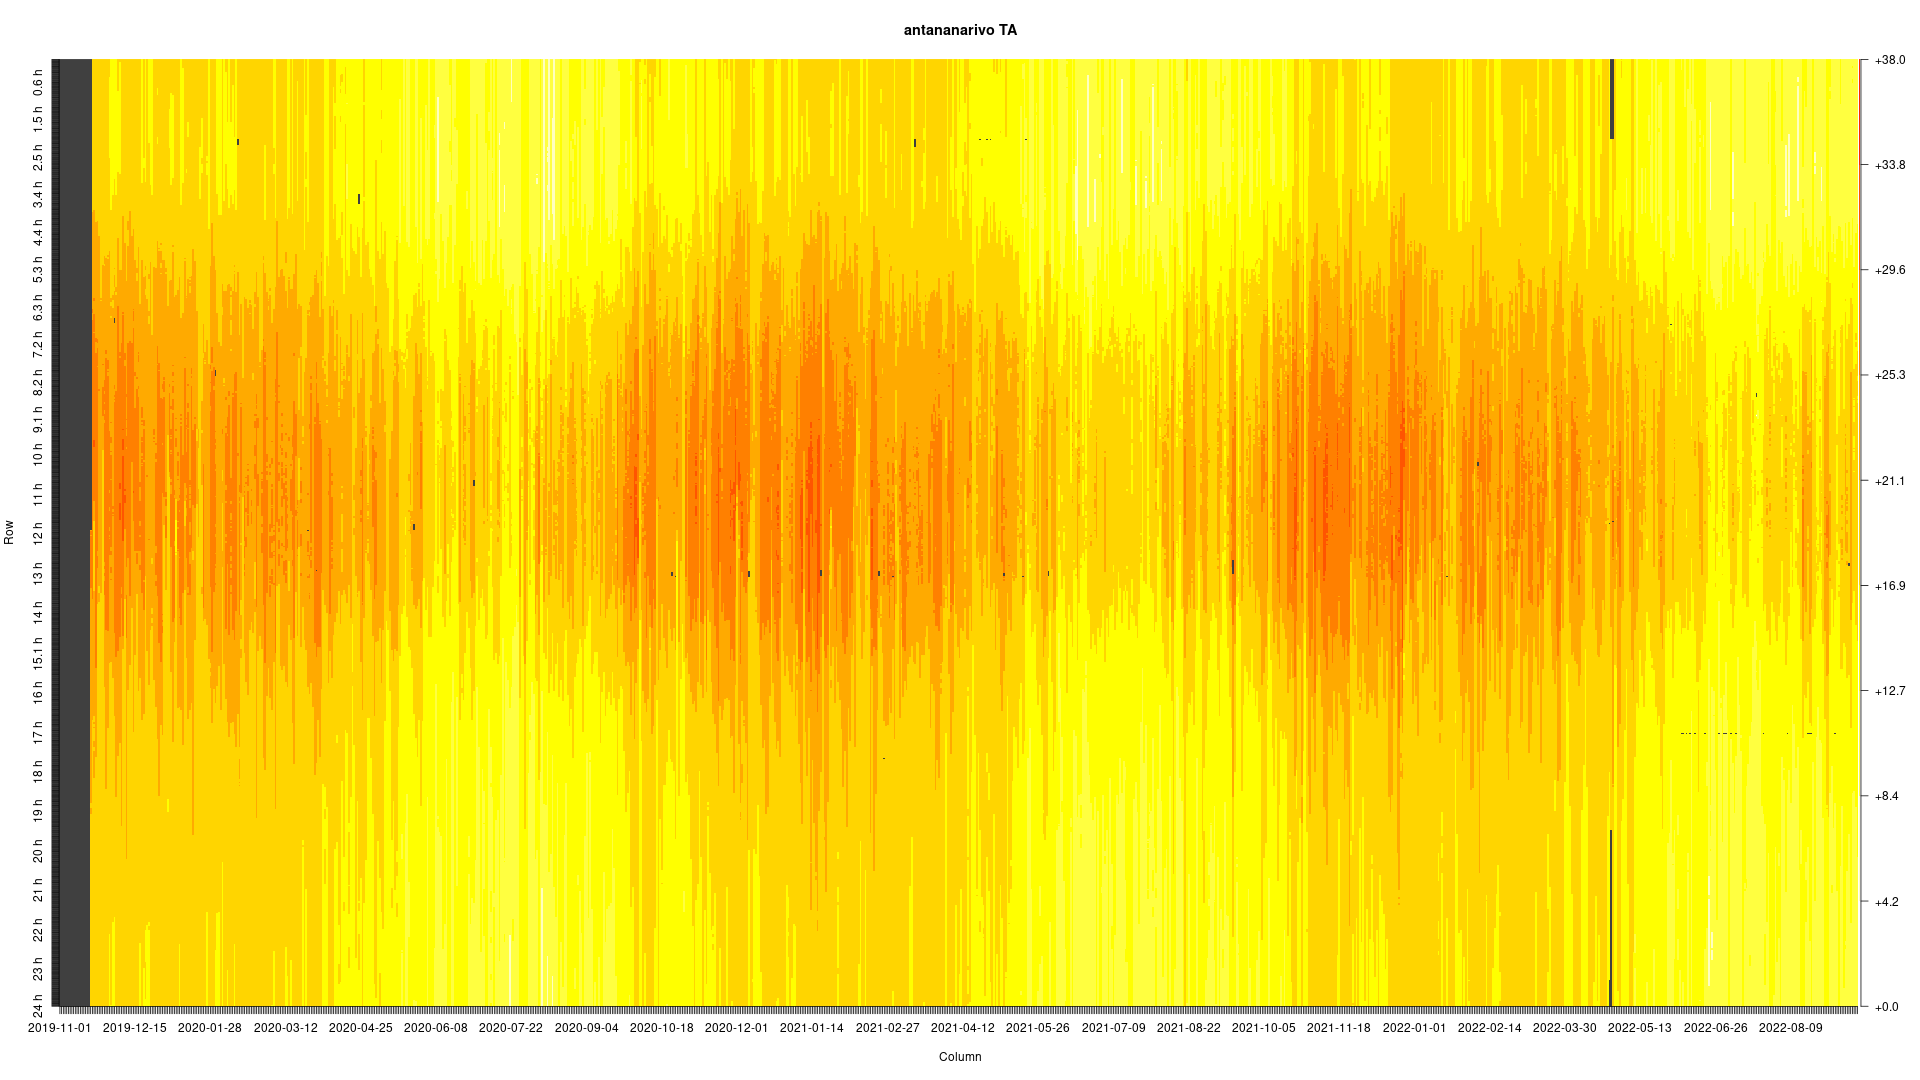 antananarivo TA
+38.0
+33.8
+29.6
+25.3
+21.1
+16.9
+12.7
+8.4
+4.2
+0.0
Row
0.6 h
1.5 h
2.5 h
3.4 h
4.4 h
5.3 h
6.3 h
7.2 h
8.2 h
9.1 h
10 h
11 h
12 h
13 h
14 h
15.1 h
16 h
17 h
18 h
19 h
20 h
21 h
22 h
23 h
24 h
2019-11-01 2019-12-15 2020-01-28 2020-03-12 2020-04-25 2020-06-08 2020-07-22 2020-09-04 2020-10-18 2020-12-01 2021-01-14 2021-02-27 2021-04-12 2021-05-26 2021-07-09 2021-08-22 2021-10-05 2021-11-18 2022-01-01 2022-02-14 2022-03-30 2022-05-13 2022-06-26 2022-08-09
Column